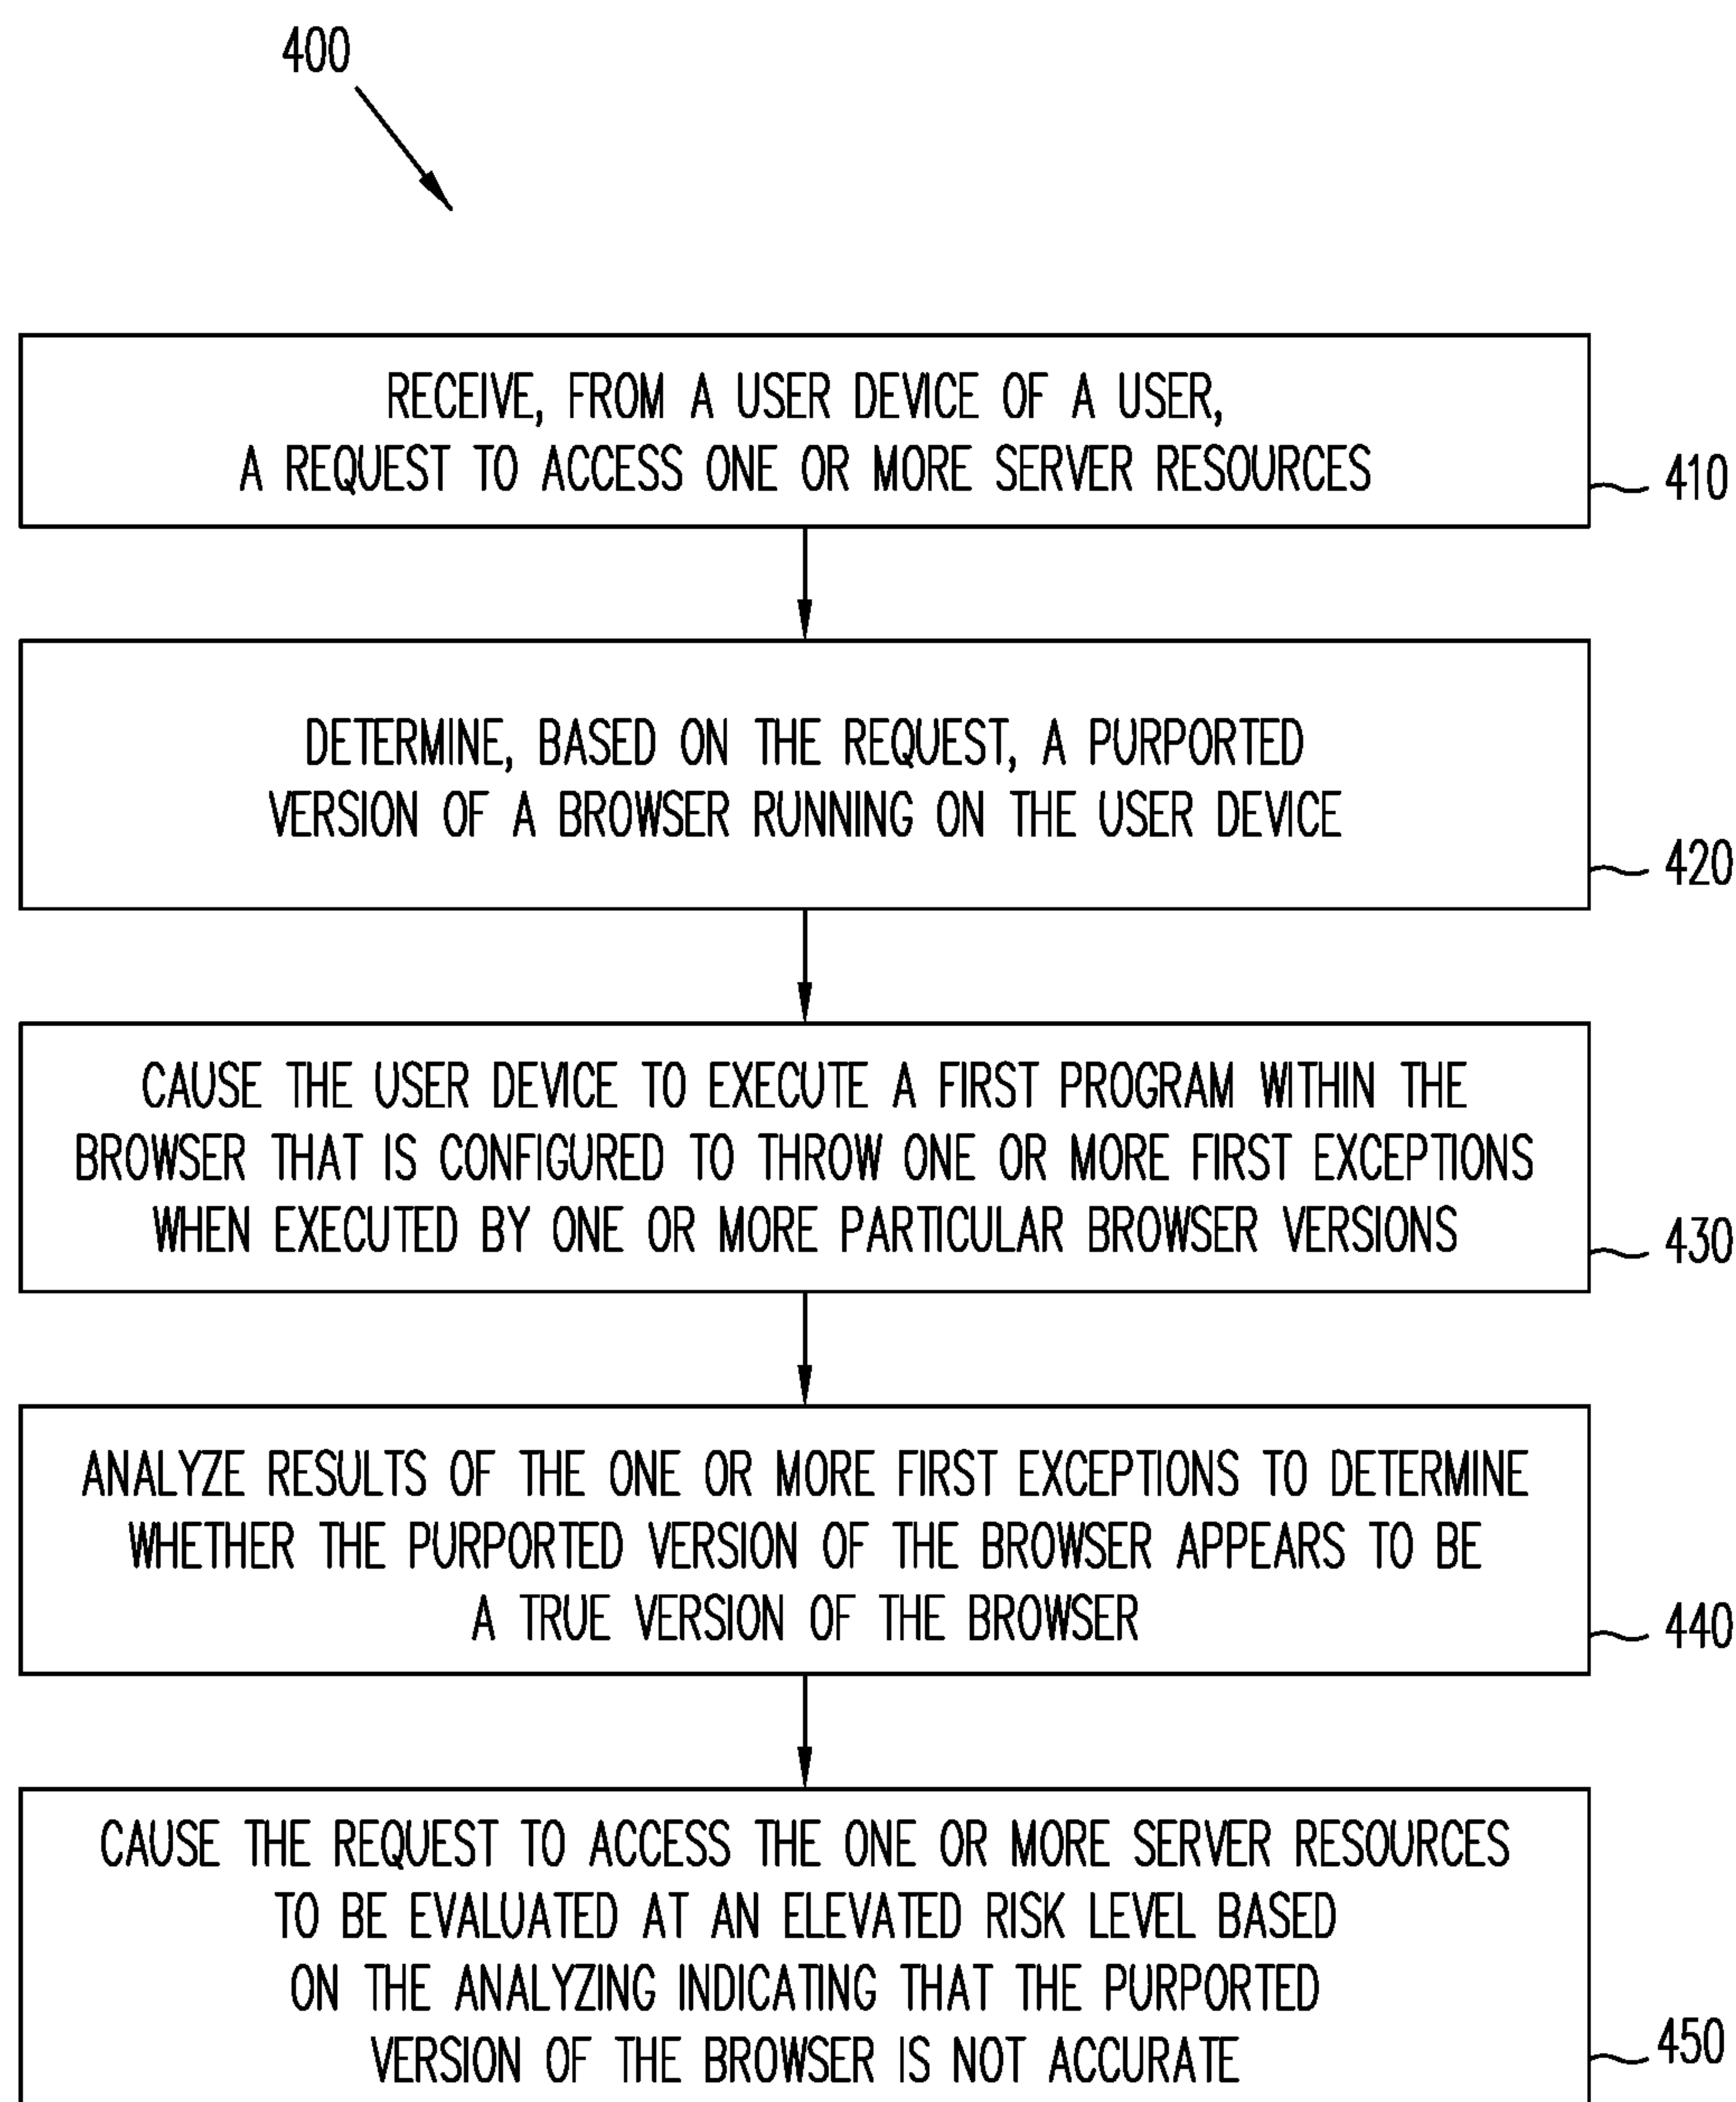 400
RECEIVE, FROM A USER DEVICE OF A USER,
A REQUEST TO ACCESS ONE OR MORE SERVER RESOURCES
410
DETERMINE, BASED ON THE REQUEST, A PURPORTED
VERSION OF A BROWSER RUNNING ON THE USER DEVICE
420
CAUSE THE USER DEVICE TO EXECUTE A FIRST PROGRAM WITHIN THE
BROWSER THAT IS CONFIGURED TO THROW ONE OR MORE FIRST EXCEPTIONS
WHEN EXECUTED BY ONE OR MORE PARTICULAR BROWSER VERSIONS
430
ANALYZE RESULTS OF THE ONE OR MORE FIRST EXCEPTIONS TO DETERMINE
WHETHER THE PURPORTED VERSION OF THE BROWSER APPEARS TO BE
A TRUE VERSION OF THE BROWSER
440
CAUSE THE REQUEST TO ACCESS THE ONE OR MORE SERVER RESOURCES
TO BE EVALUATED AT AN ELEVATED RISK LEVEL BASED
ON THE ANALYZING INDICATING THAT THE PURPORTED
VERSION OF THE BROWSER IS NOT ACCURATE
450